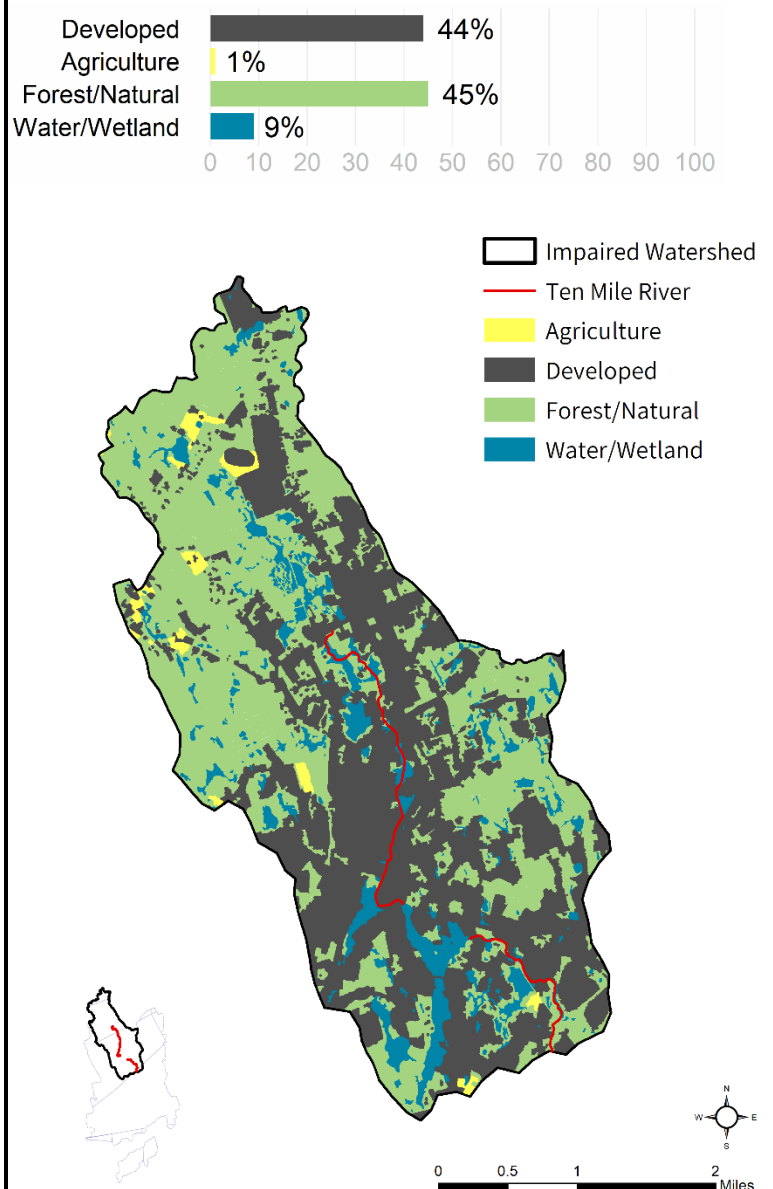 Developed 44%
Agriculture 1%
Forest/Natural 45%
Water/Wetland 9%
0 10 20 30 40 50 60 70 80 90 100
Impaired Watershed
Ten Mile River
Agriculture
Developed
Forest/Natural
Water/Wetland
N
W E
S
0 0.5 1 2
Miles